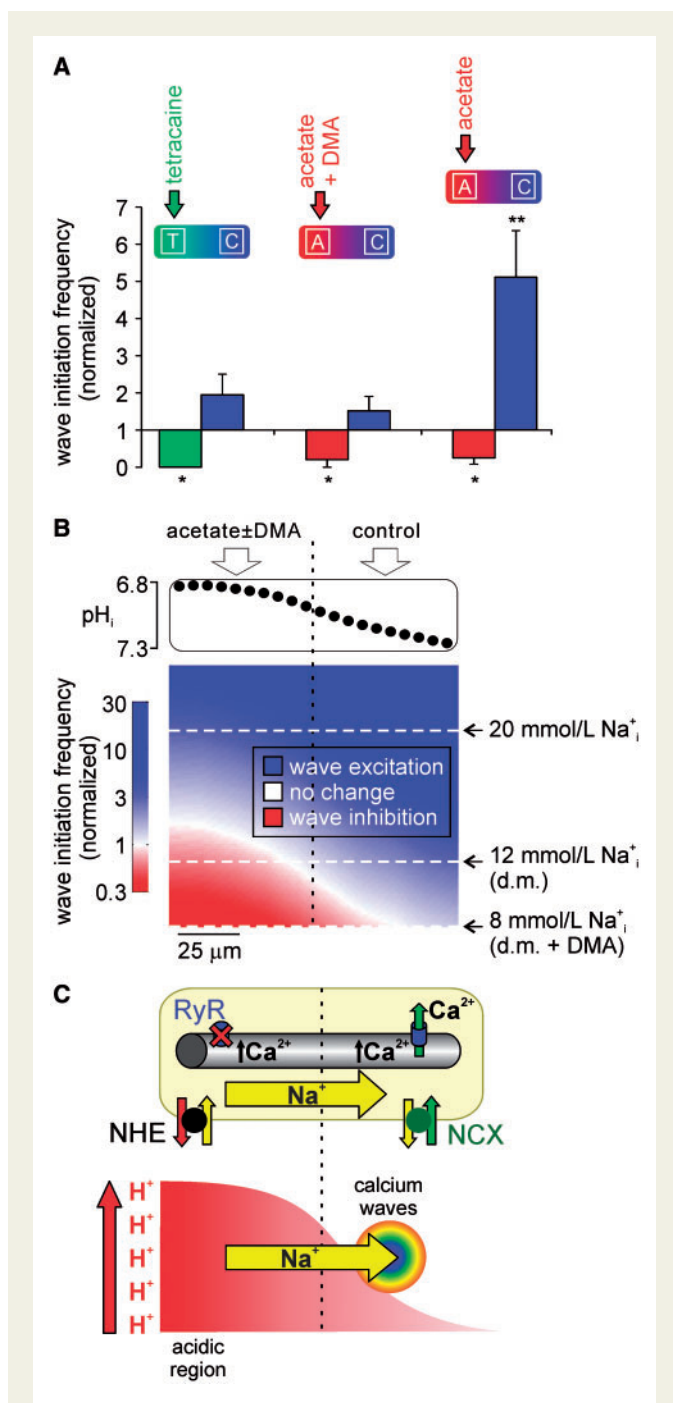 A
tetracaine
acetate
+ DMA
acetate
T C
A C
A C
wave initiation frequency
(normalized)
7
6
5
4
3
2
1
0
**
*
*
*
B
acetate±DMA
control
pHi
6.8
7.3
wave initiation frequency
(normalized)
30
10
3
1
0.3
wave excitation
no change
wave inhibition
20 mmol/L Na+i
12 mmol/L Na+i
(d.m.)
8 mmol/L Na+i
(d.m. + DMA)
25 µm
C
RyR
Ca2+
Ca2+
Ca2+
Na+
NHE
NCX
H+
H+
H+
H+
H+
calcium
waves
Na+
acidic
region